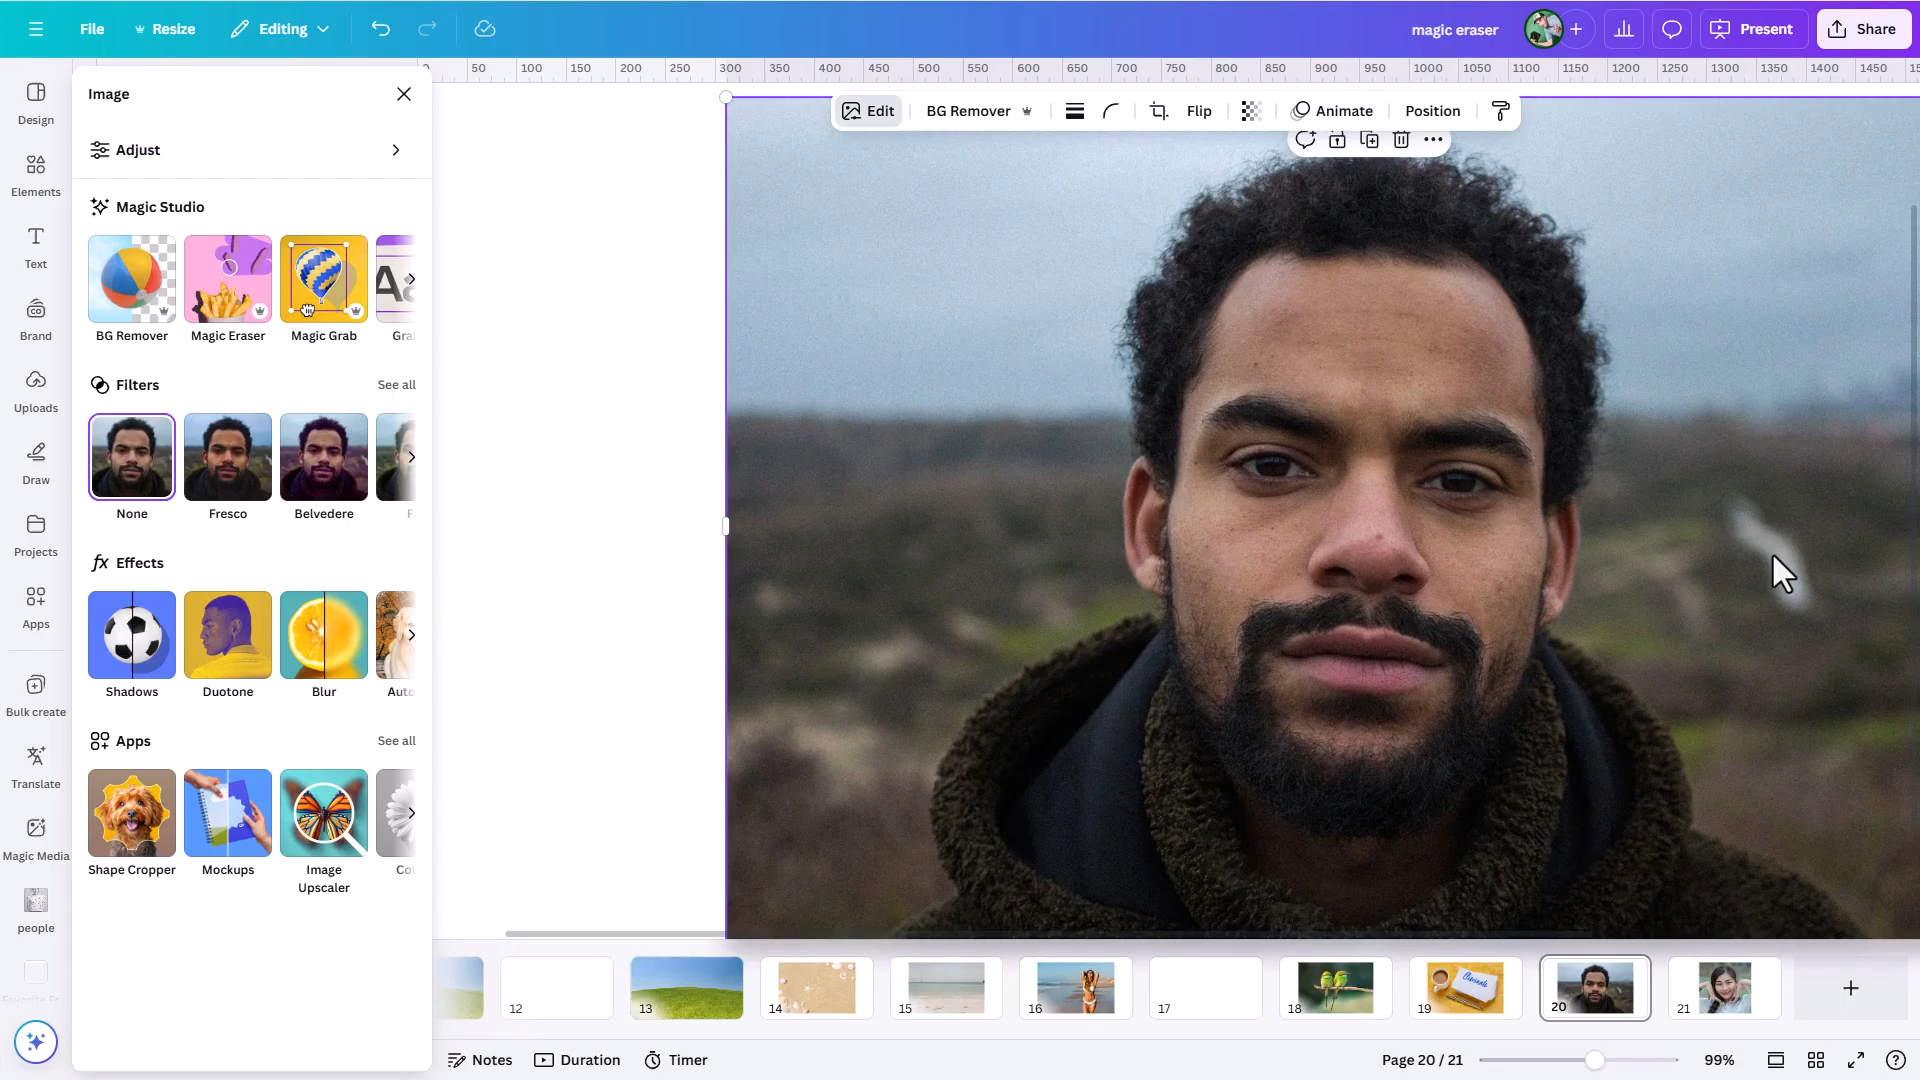 File
Resize
Editing
magic eraser
Present
Share
0 50 100 150 200 250 300 350 400 450 500 550 600 650 700 750 800 850 900 950 1000 1050 1100 1150 1200 1250 1300 1350 1400 1450
Design
Elements
Text
Brand
Uploads
Draw
Projects
Apps
Bulk create
Translate
Magic Media
people
Image
Adjust
Magic Studio
BG Remover
Magic Eraser
Magic Grab
Filters
See all
None
Fresco
Belvedere
Effects
Shadows
Duotone
Blur
Auto
Apps
See all
Shape Cropper
Mockups
Image
Upscaler
Edit
BG Remover
Flip
Animate
Position
12
13
14
15
16
17
18
19
20
21
Notes
Duration
Timer
Page 20 / 21
99%